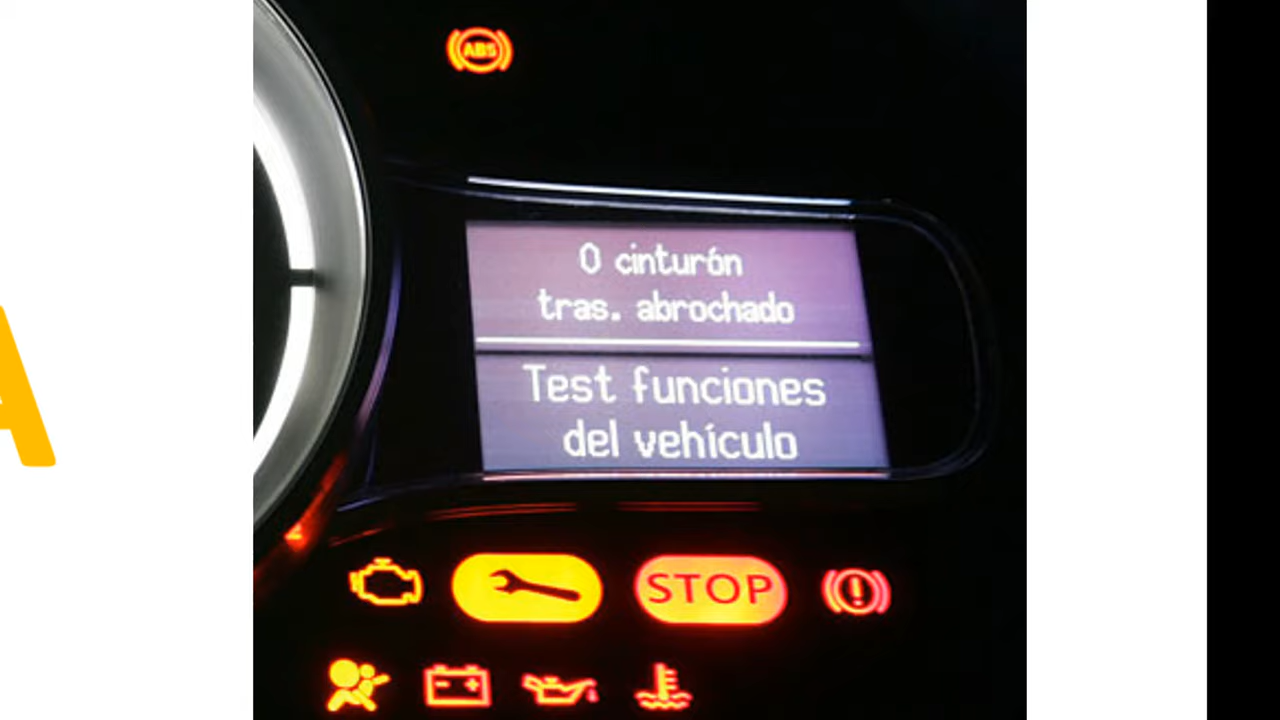 ABS
0 cinturón
tras. abrochado
Test funciones
del vehículo
STOP
A